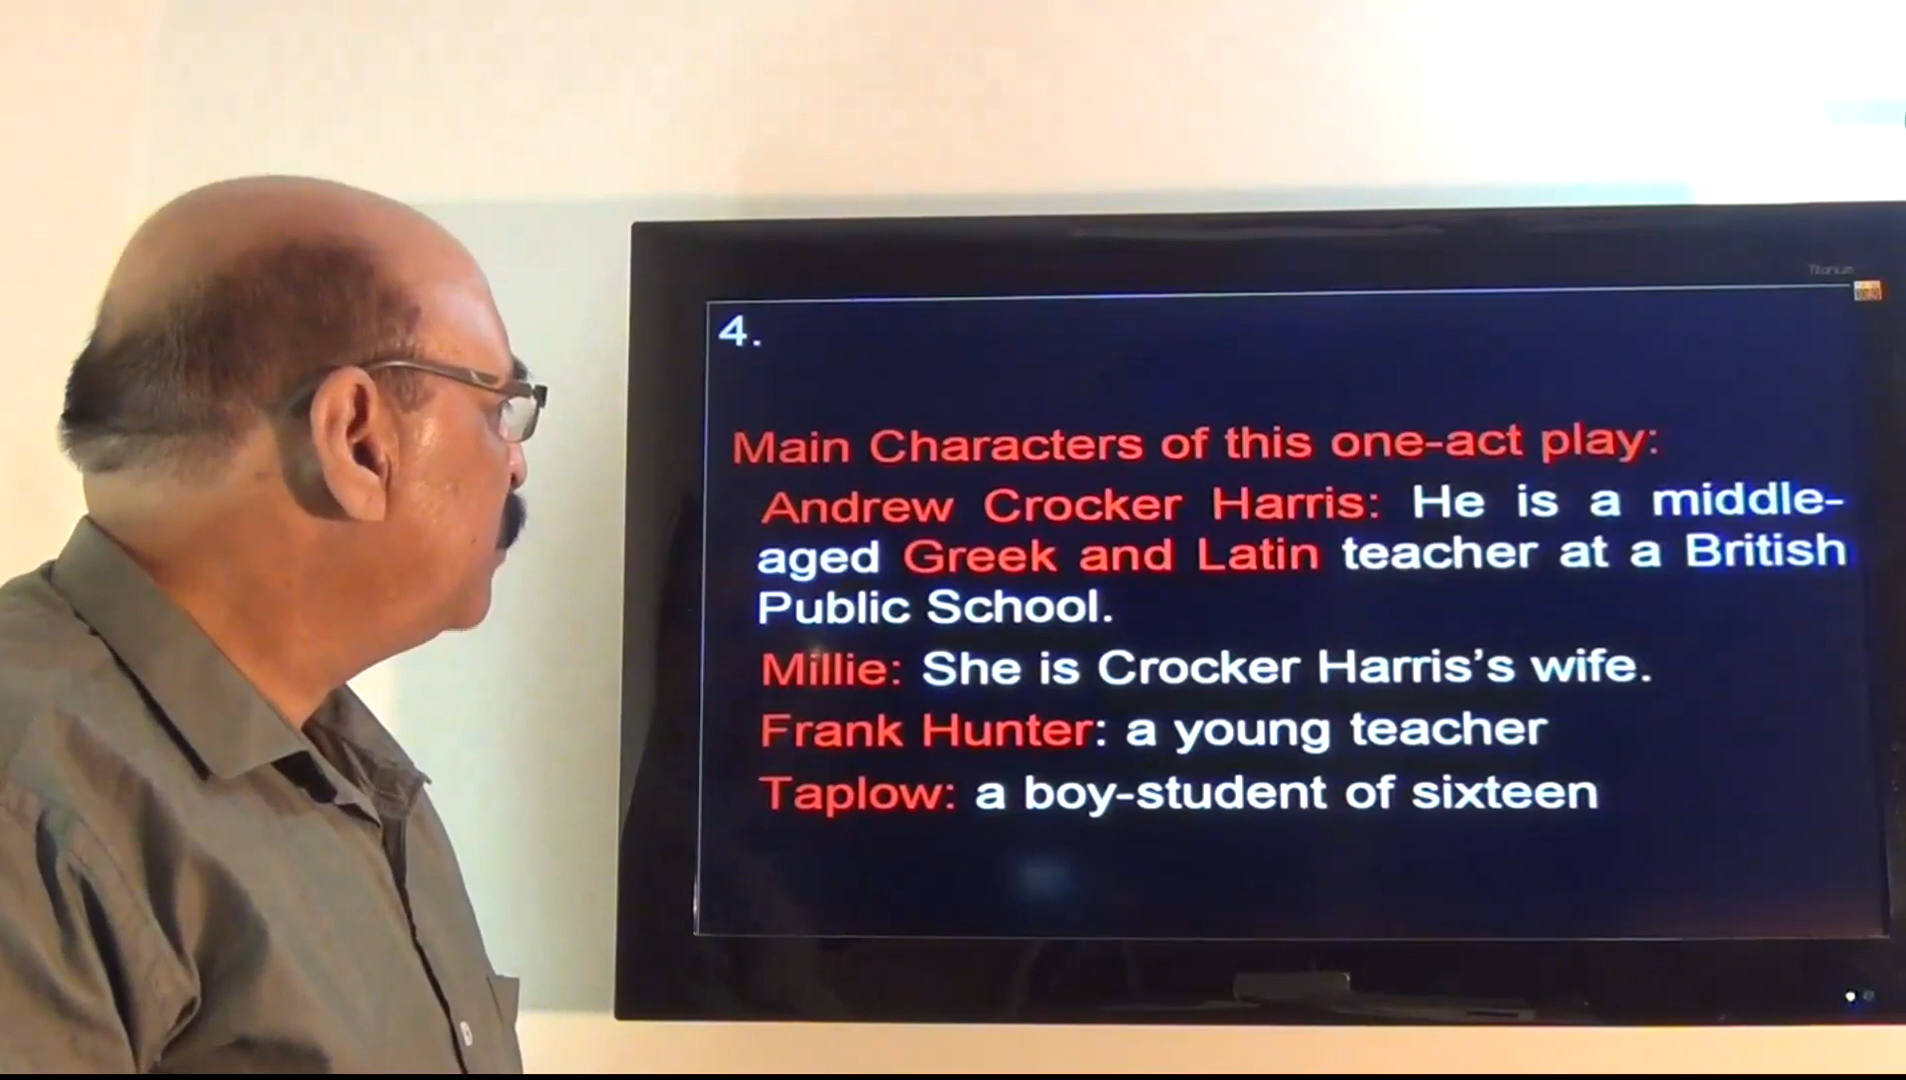 Titanium
4.
Main Characters of this one-act play:
Andrew Crocker Harris: He is a middle-
aged Greek and Latin teacher at a British
Public School.
Millie: She is Crocker Harris’s wife.
Frank Hunter: a young teacher
Taplow: a boy-student of sixteen